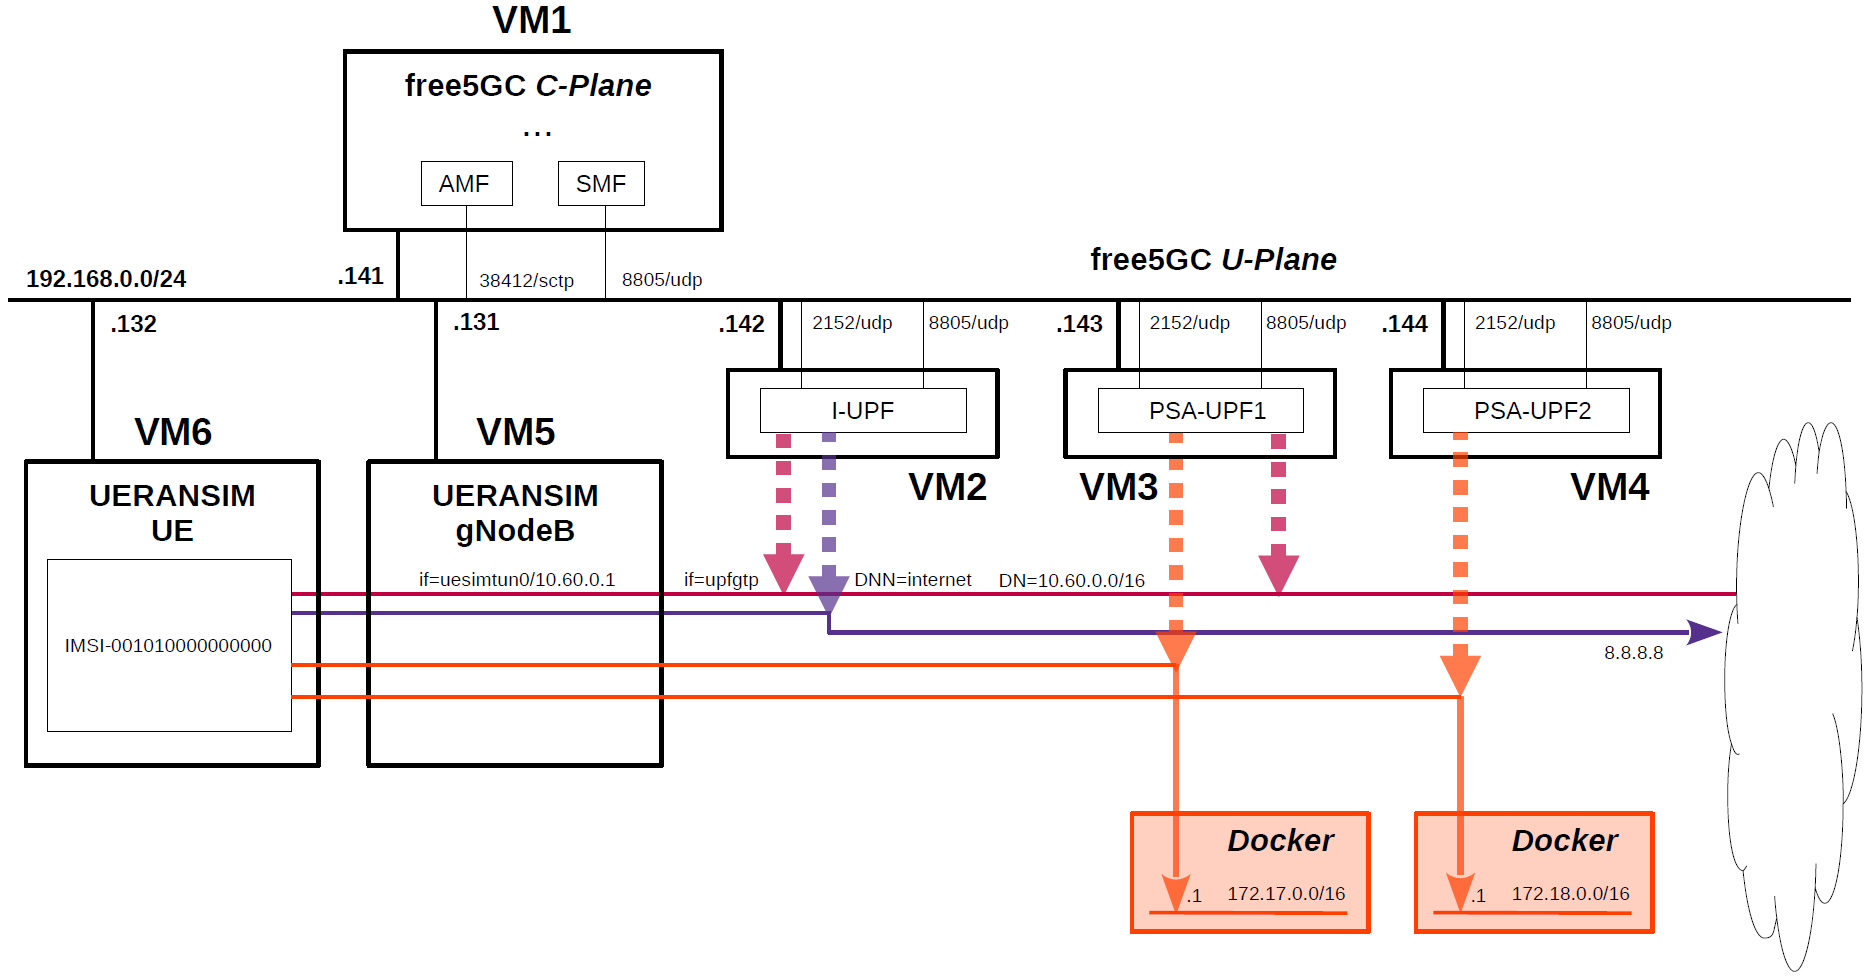 VM1
free5GC C-Plane
...
AMF
SMF
192.168.0.0/24
.141
38412/sctp
8805/udp
free5GC U-Plane
.132
.131
.142
2152/udp
8805/udp
.143
2152/udp
8805/udp
.144
2152/udp
8805/udp
I-UPF
PSA-UPF1
PSA-UPF2
VM6
VM5
VM2
VM3
VM4
UERANSIM
UE
UERANSIM
gNodeB
if=uesimtun0/10.60.0.1
if=upfgtp
DNN=internet
DN=10.60.0.0/16
IMSI-001010000000000
8.8.8.8
Docker
.1
172.17.0.0/16
Docker
.1
172.18.0.0/16